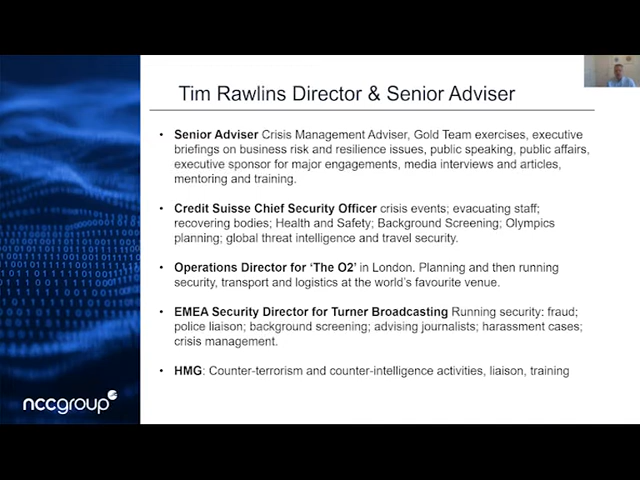 Tim Rawlins Director & Senior Adviser
• Senior Adviser Crisis Management Adviser, Gold Team exercises, executive
briefings on business risk and resilience issues, public speaking, public affairs,
executive sponsor for major engagements, media interviews and articles,
mentoring and training.
• Credit Suisse Chief Security Officer crisis events; evacuating staff;
recovering bodies; Health and Safety; Background Screening; Olympics
planning; global threat intelligence and travel security.
• Operations Director for ‘The O2’ in London. Planning and then running
security, transport and logistics at the world’s favourite venue.
• EMEA Security Director for Turner Broadcasting Running security: fraud;
police liaison; background screening; advising journalists; harassment cases;
crisis management.
• HMG: Counter-terrorism and counter-intelligence activities, liaison, training
nccgroup